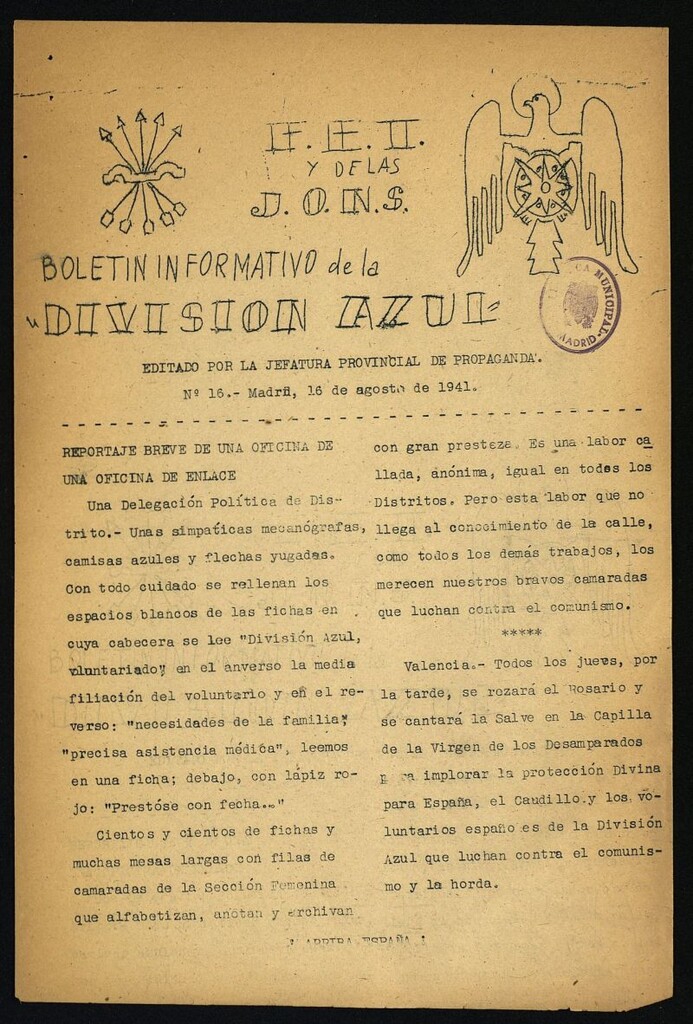 F. E. T.
Y DE LAS
J. O. N. S.
BOLETIN INFORMATIVO de la
"DIVISION AZUL"
BIBLIOTECA MUNICIPAL
MADRID
EDITADO POR LA JEFATURA PROVINCIAL DE PROPAGANDA.
Nº 16.- Madrid, 16 de agosto de 1941.
REPORTAJE BREVE DE UNA OFICINA DE
UNA OFICINA DE ENLACE
Una Delegación Política de Dis-
trito.- Unas simpaticas mecanógrafas,
camisas azules y flechas yugadas.
Con todo cuidado se rellenan los
espacios blancos de las fichas en
cuya cabecera se lee "División Azul,
voluntariado" en el anverso la media
filiación del voluntario y en el re-
verso: "necesidades de la familia",
"precisa asistencia médica", leemos
en una ficha; debajo, con lápiz ro-
jo: "Prestóse con fecha..."
Cientos y cientos de fichas y
muchas mesas largas con filas de
camaradas de la Sección Femenina
que alfabetizan, anotan y archivan
con gran presteza. Es una labor ca
llada, anónima, igual en todos los
Distritos. Pero esta labor que no
llega al conocimiento de la calle,
como todos los demás trabajos, los
merecen nuestros bravos camaradas
que luchan contra el comunismo.
*****
Valencia.- Todos los jueves, por
la tarde, se rezará el Rosario y
se cantará la Salve en la Capilla
de la Virgen de los Desamparados
para implorar la protección Divina
para España, el Caudillo y los vo-
luntarios españoles de la División
Azul que luchan contra el comunis-
mo y la horda.
¡ ARRIBA ESPAÑA !